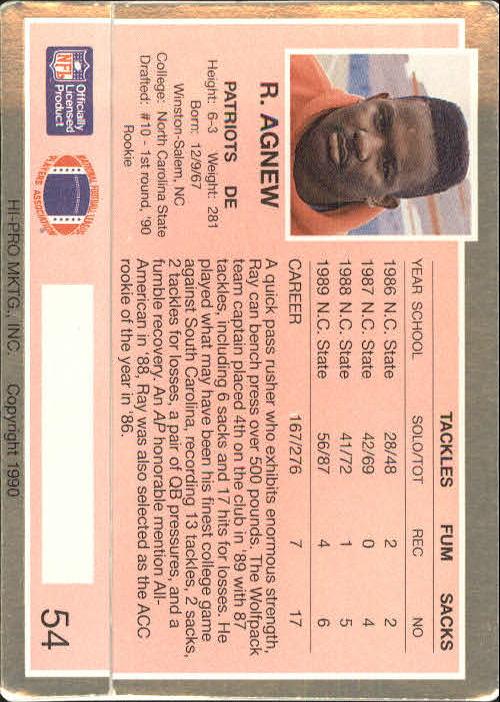 R. AGNEW
PATRIOTS DE
Height: 6-3 Weight: 281
Born: 12/9/67
Winston-Salem, NC
College: North Carolina State
Drafted: #10 - 1st round, '90
Rookie
TACKLES FUM SACKS
YEAR SCHOOL SOLO/TOT REC NO
1986 N.C. State 28/48 2 2
1987 N.C. State 42/69 0 4
1988 N.C. State 41/72 1 5
1989 N.C. State 56/87 4 6
CAREER 167/276 7 17
A quick pass rusher who exhibits enormous strength,
Ray can bench press over 500 pounds. The Wolfpack
team captain placed 4th on the club in '89 with 87
tackles, including 6 sacks and 17 hits for losses. He
played what may have been his finest college game
against South Carolina, recording 13 tackles, 2 sacks,
2 tackles for losses, a pair of QB pressures, and a
fumble recovery. An AP honorable mention All-
American in '88, Ray was also selected as the ACC
rookie of the year in '86.
NFL
Officially
Licensed
Product
NATIONAL FOOTBALL LEAGUE
PLAYERS ASSOCIATION
54
HI-PRO MKTG., INC. Copyright 1990